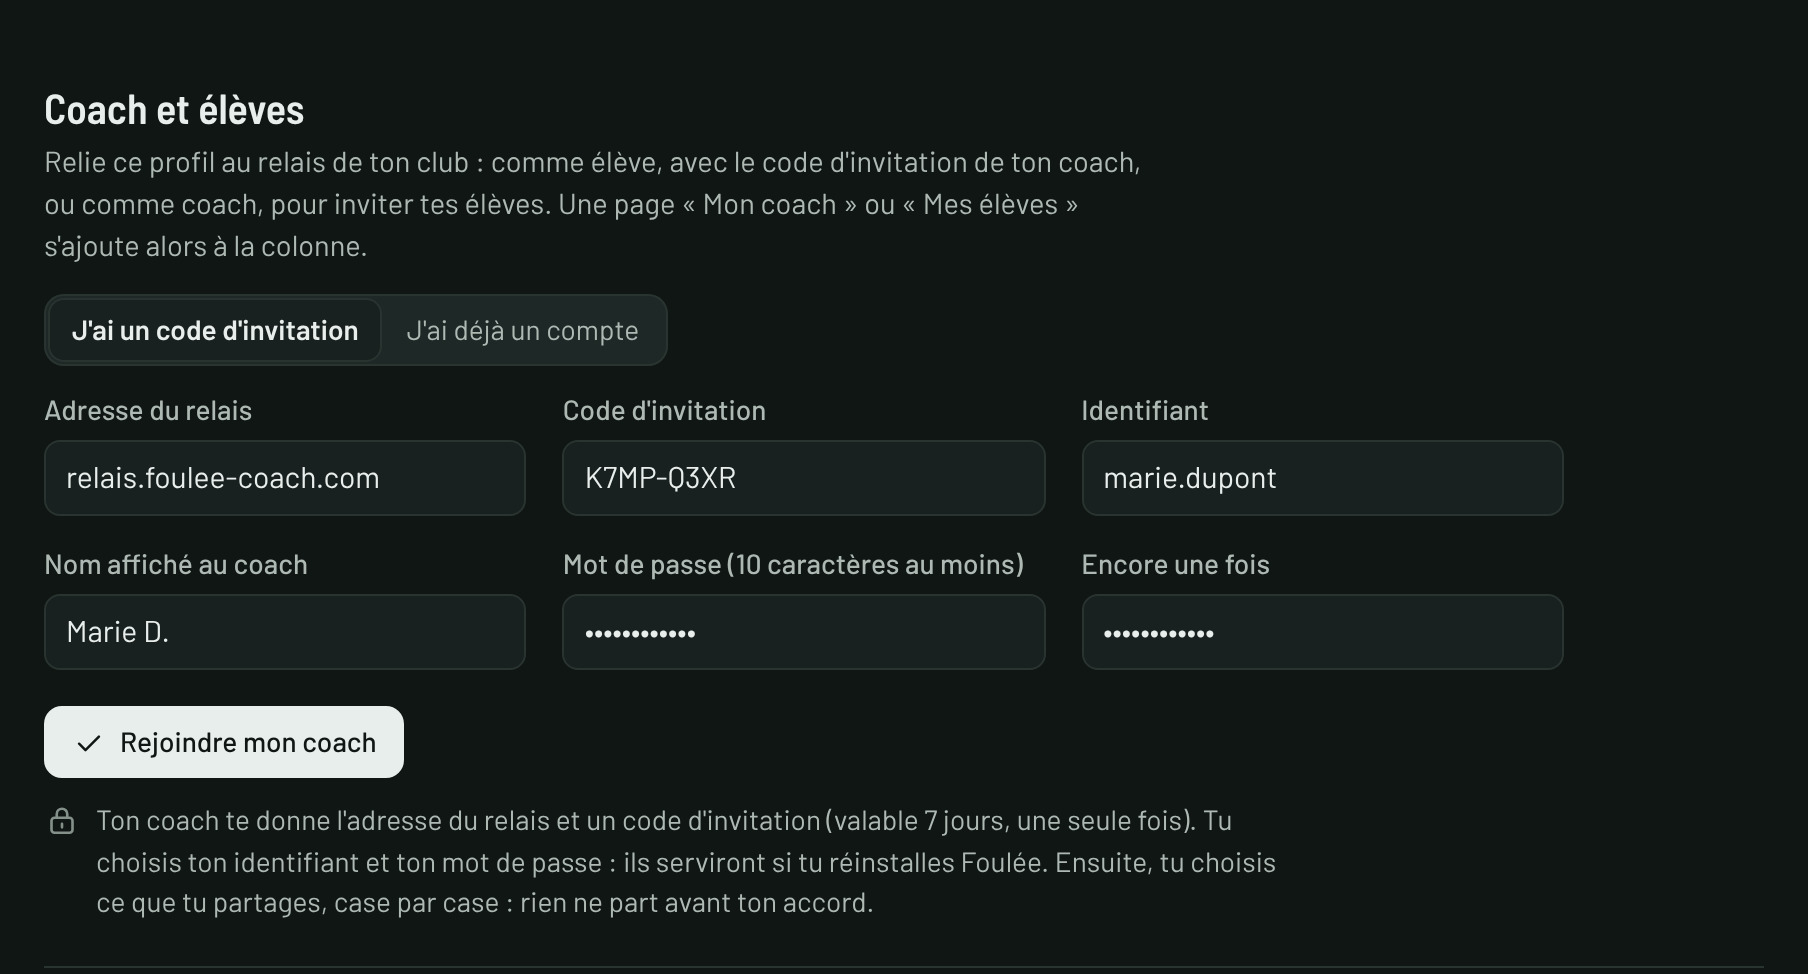 Coach et élèves
Relie ce profil au relais de ton club : comme élève, avec le code d'invitation de ton coach,
ou comme coach, pour inviter tes élèves. Une page « Mon coach » ou « Mes élèves »
s'ajoute alors à la colonne.
J'ai un code d'invitation
J'ai déjà un compte
Adresse du relais
Code d'invitation
Identifiant
relais.foulee-coach.com
K7MP-Q3XR
marie.dupont
Nom affiché au coach
Mot de passe (10 caractères au moins)
Encore une fois
Marie D.
••••••••••••
••••••••••••
Rejoindre mon coach
Ton coach te donne l'adresse du relais et un code d'invitation (valable 7 jours, une seule fois). Tu
choisis ton identifiant et ton mot de passe : ils serviront si tu réinstalles Foulée. Ensuite, tu choisis
ce que tu partages, case par case : rien ne part avant ton accord.